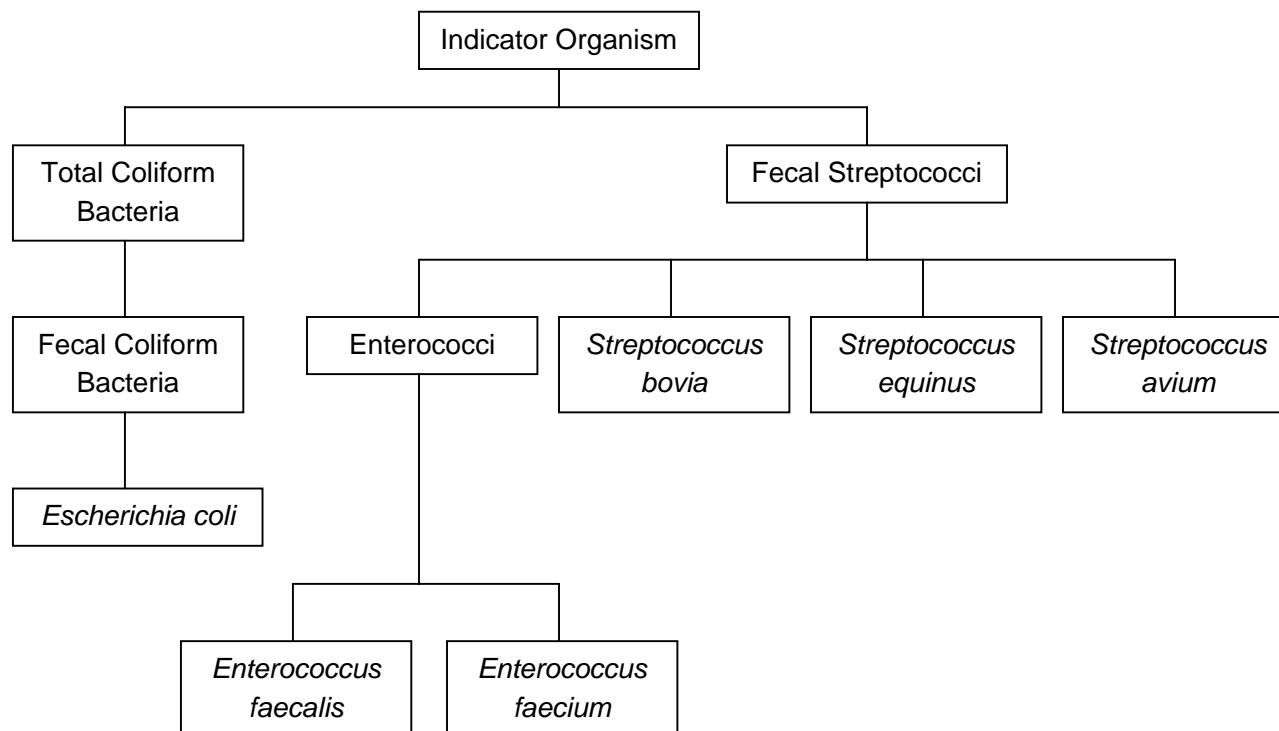 Indicator Organism
Total Coliform
Bacteria
Fecal Streptococci
Fecal Coliform
Bacteria
Enterococci
Streptococcus
bovia
Streptococcus
equinus
Streptococcus
avium
Escherichia coli
Enterococcus
faecalis
Enterococcus
faecium